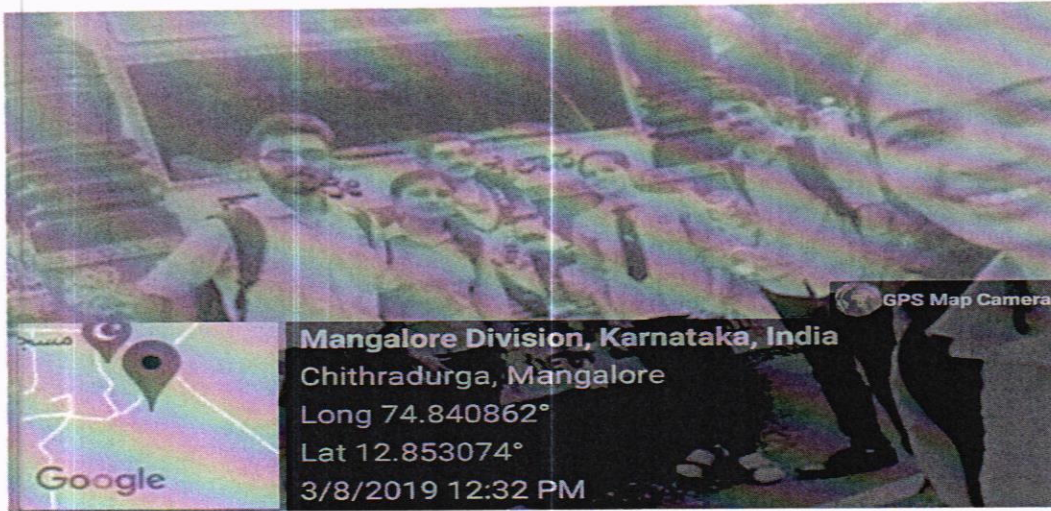 GPS Map Camera
مسجد
Mangalore Division, Karnataka, India
Chithradurga, Mangalore
Long 74.840862°
Lat 12.853074°
3/8/2019 12:32 PM
Google